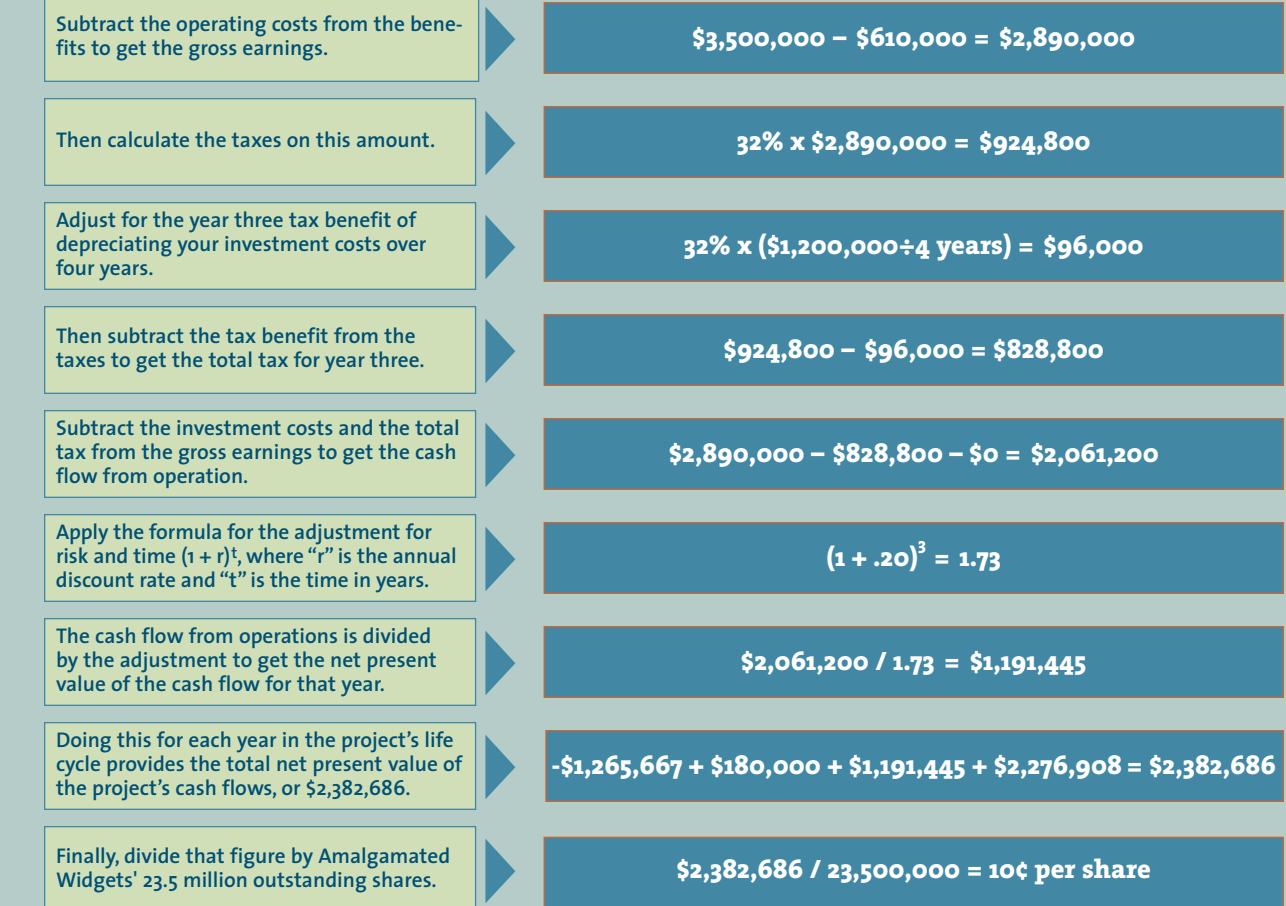 Subtract the operating costs from the bene-
fits to get the gross earnings.
$3,500,000 – $610,000 = $2,890,000
Then calculate the taxes on this amount.
32% x $2,890,000 = $924,800
Adjust for the year three tax benefit of
depreciating your investment costs over
four years.
32% x ($1,200,000÷4 years) = $96,000
Then subtract the tax benefit from the
taxes to get the total tax for year three.
$924,800 – $96,000 = $828,800
Subtract the investment costs and the total
tax from the gross earnings to get the cash
flow from operation.
$2,890,000 – $828,800 – $0 = $2,061,200
Apply the formula for the adjustment for
risk and time (1 + r)ᵗ, where “r” is the annual
discount rate and “t” is the time in years.
(1 + .20)³ = 1.73
The cash flow from operations is divided
by the adjustment to get the net present
value of the cash flow for that year.
$2,061,200 / 1.73 = $1,191,445
Doing this for each year in the project’s life
cycle provides the total net present value of
the project’s cash flows, or $2,382,686.
-$1,265,667 + $180,000 + $1,191,445 + $2,276,908 = $2,382,686
Finally, divide that figure by Amalgamated
Widgets' 23.5 million outstanding shares.
$2,382,686 / 23,500,000 = 10¢ per share